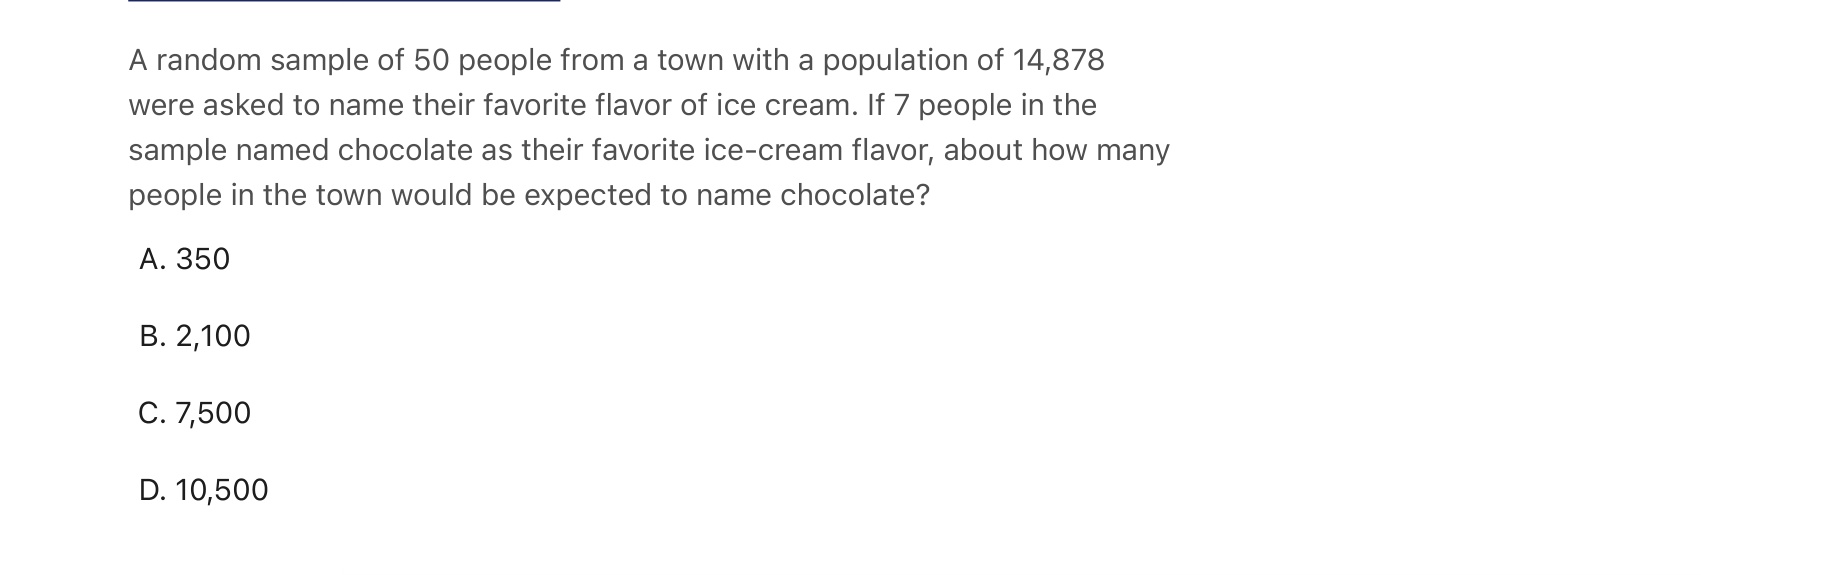 A random sample of 50 people from a town with a population of 14,878
were asked to name their favorite flavor of ice cream. If 7 people in the
sample named chocolate as their favorite ice-cream flavor, about how many
people in the town would be expected to name chocolate?
A. 350
B. 2,100
C. 7,500
D. 10,500